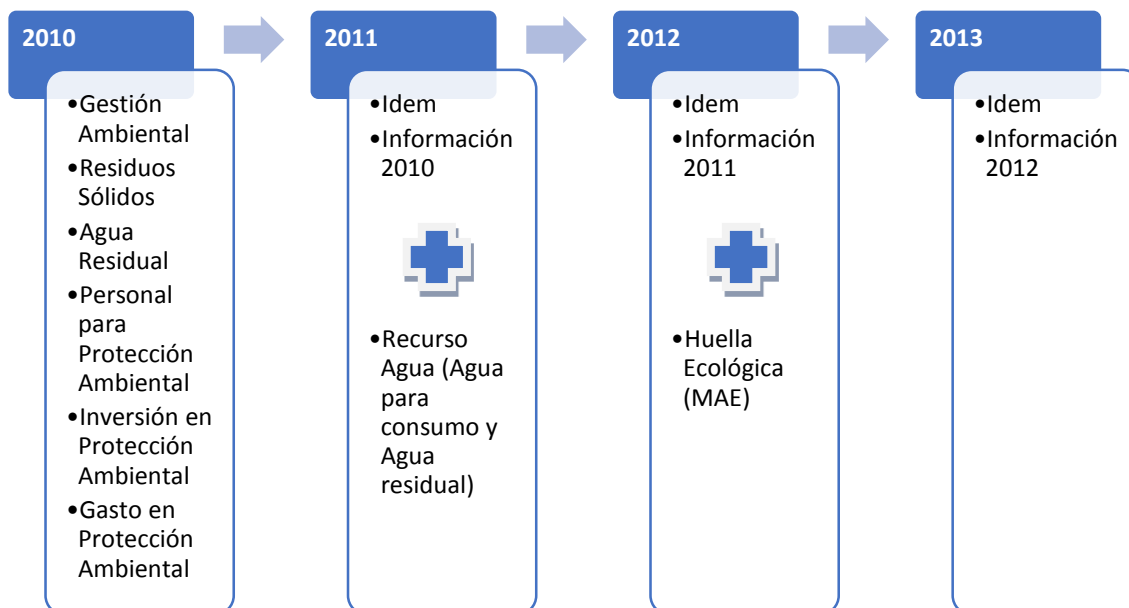 2010
•Gestión
Ambiental
•Residuos
Sólidos
•Agua
Residual
•Personal
para
Protección
Ambiental
•Inversión en
Protección
Ambiental
•Gasto en
Protección
Ambiental
2011
•Idem
•Información
2010
•Recurso
Agua (Agua
para
consumo y
Agua
residual)
2012
•Idem
•Información
2011
•Huella
Ecológica
(MAE)
2013
•Idem
•Información
2012